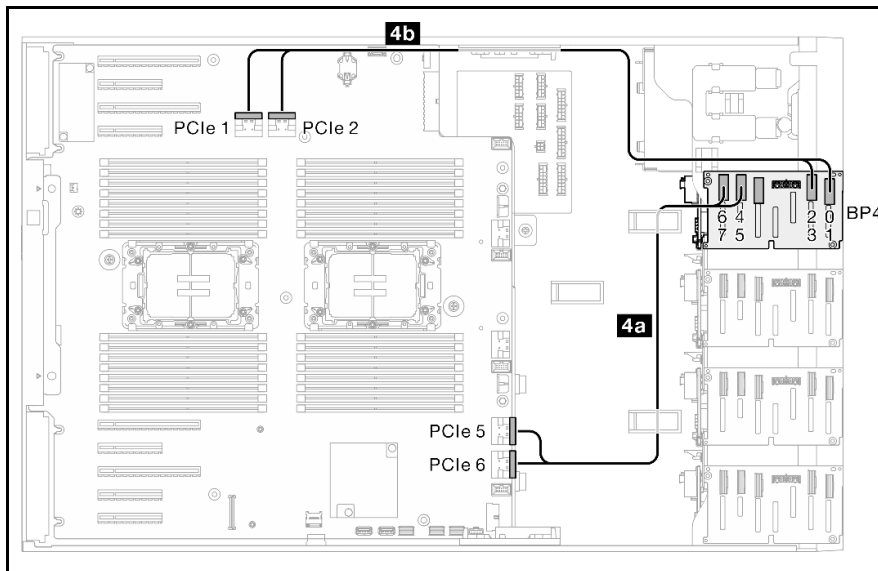 4b
PCIe 1
PCIe 2
6 4 2 0
7 5 3 1
BP4
4a
PCIe 5
PCIe 6